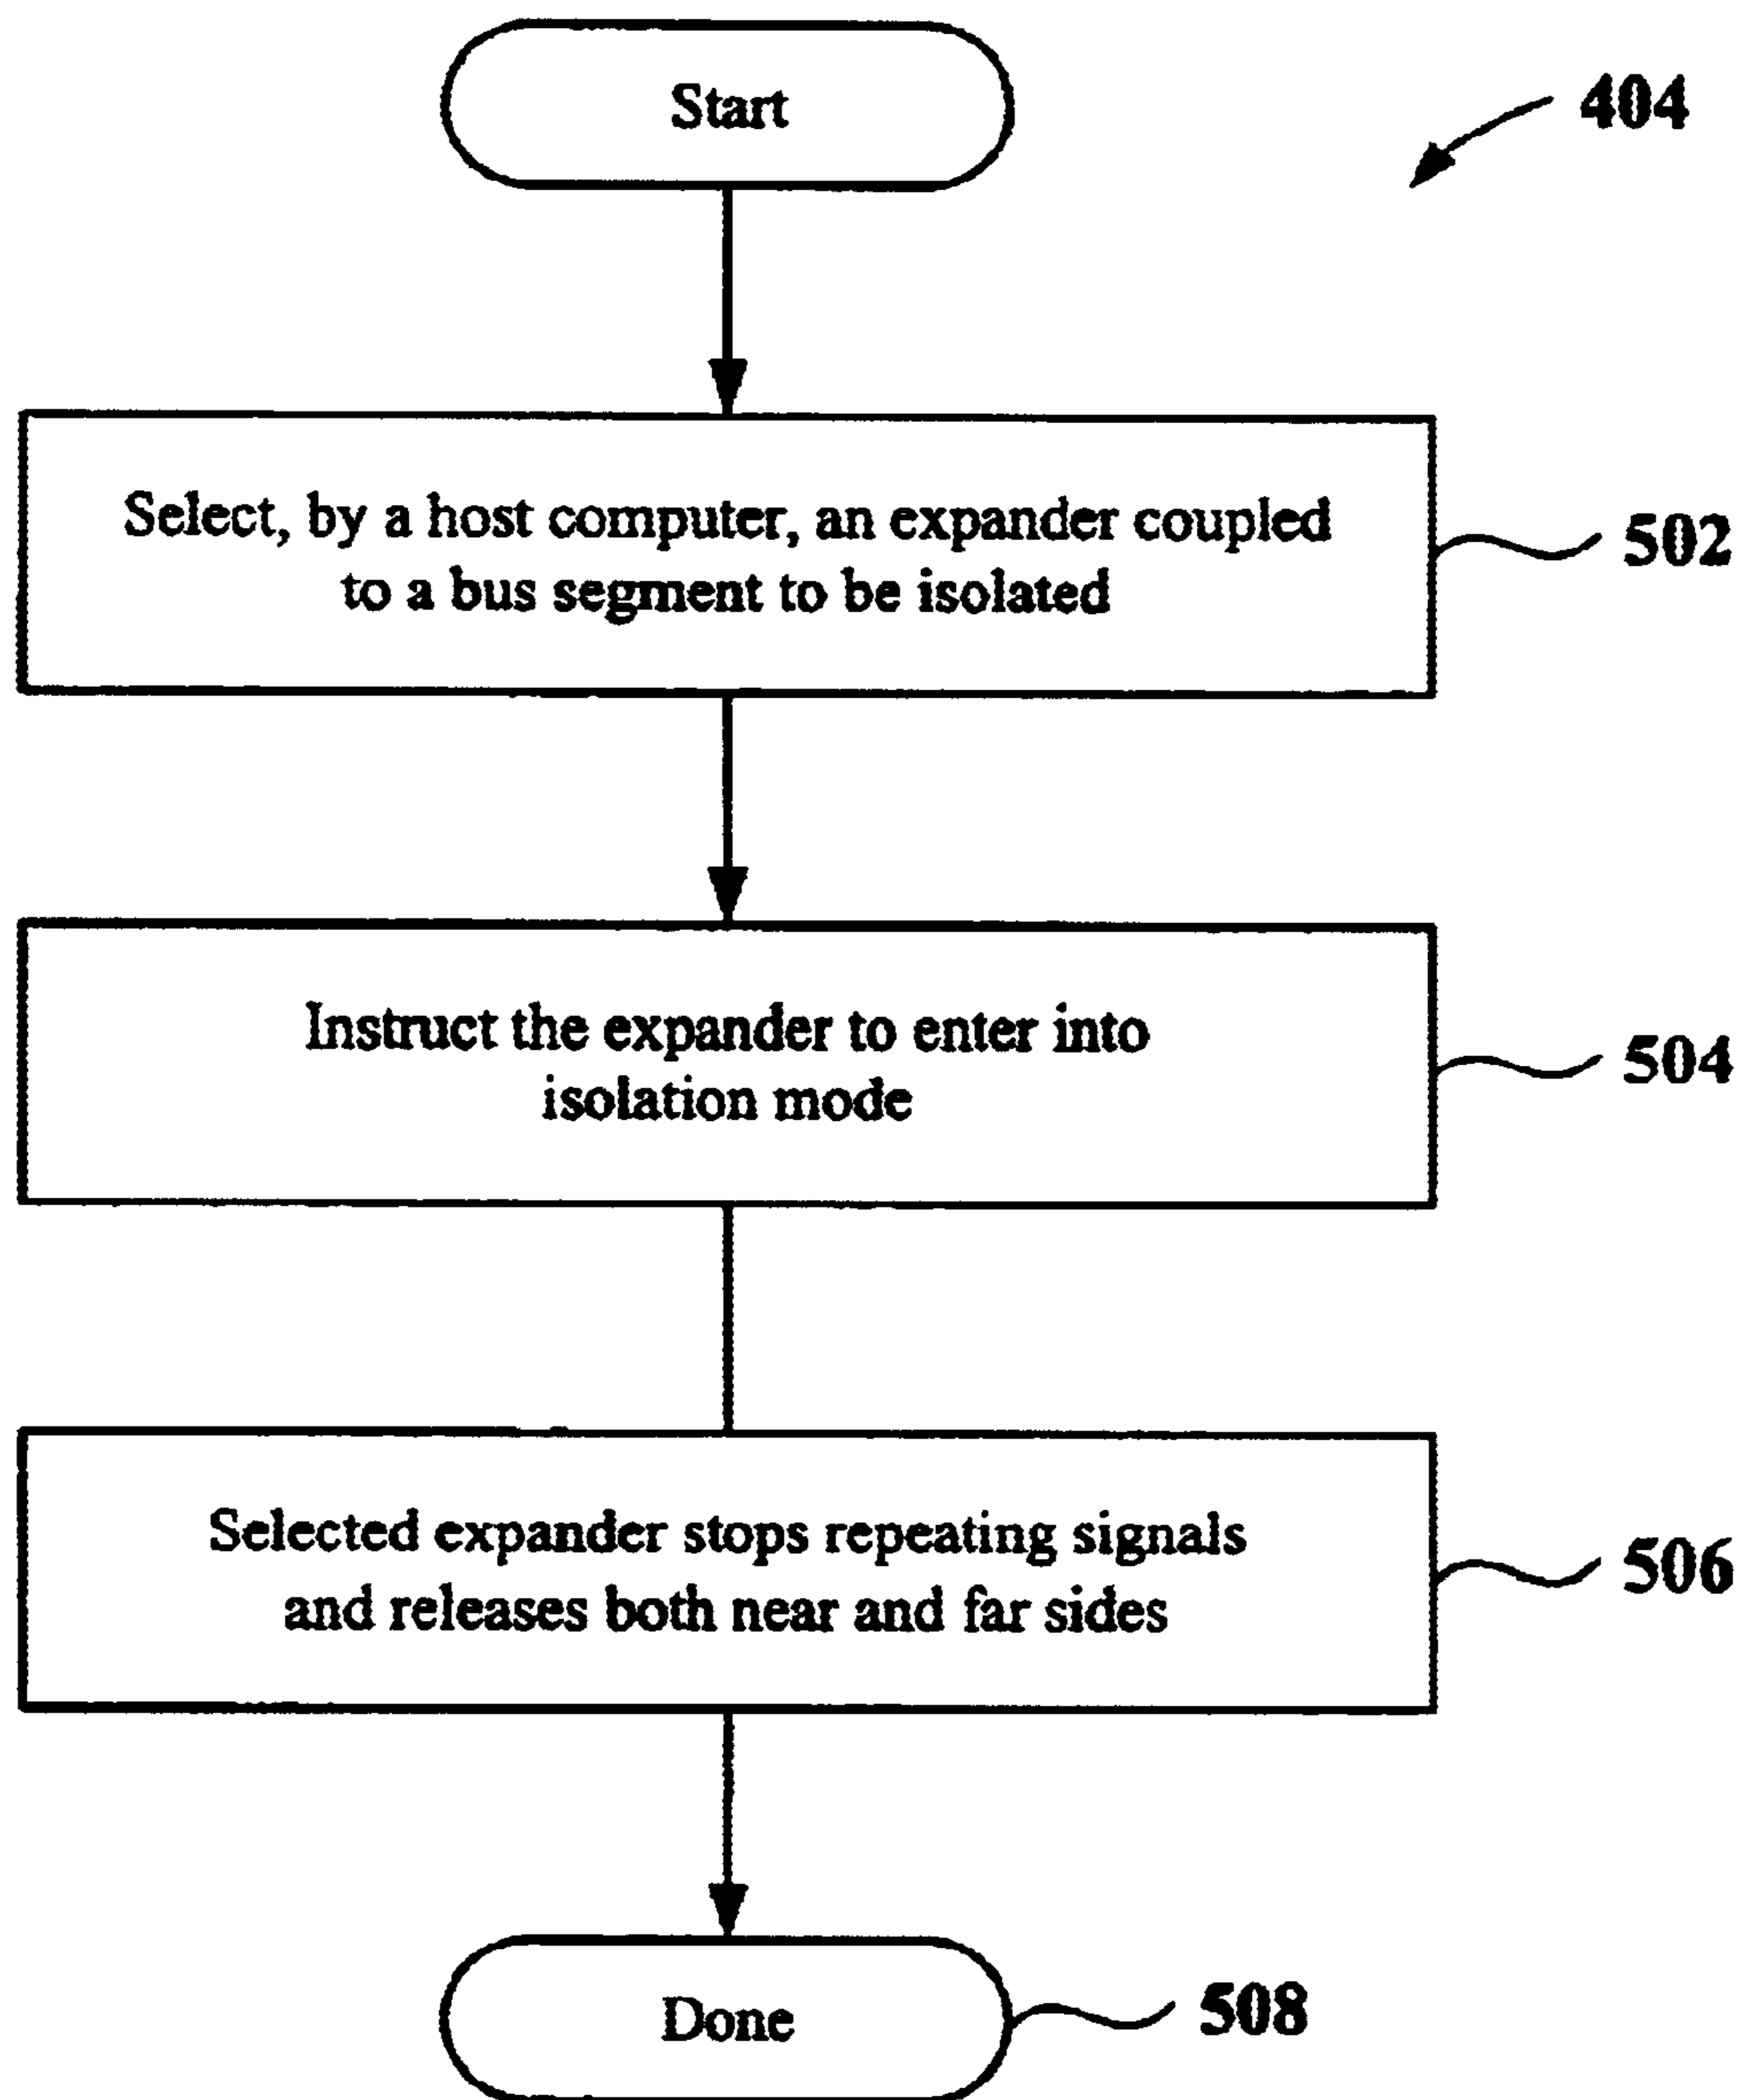 Start
404
Select, by a host computer, an expander coupled
to a bus segment to be isolated
502
Instruct the expander to enter into
isolation mode
504
Selected expander stops repeating signals
and releases both near and far sides
506
Done
508